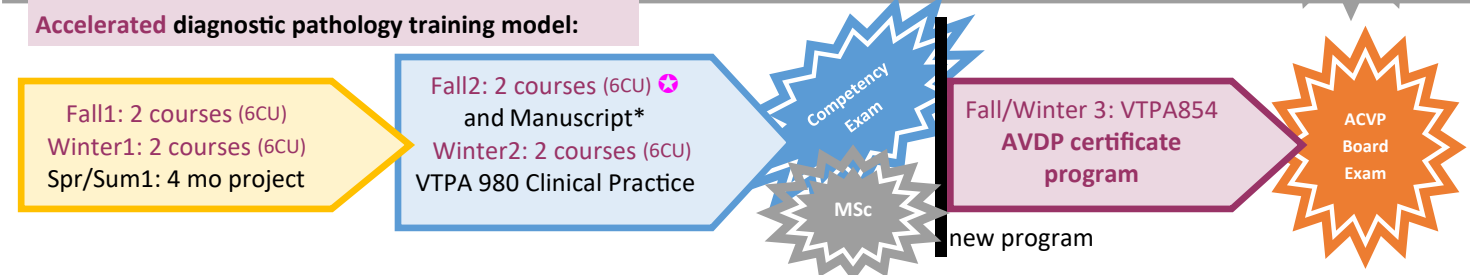 Accelerated diagnostic pathology training model:
Fall1: 2 courses (6CU)
Winter1: 2 courses (6CU)
Spr/Sum1: 4 mo project
Fall2: 2 courses (6CU) ✪
and Manuscript*
Winter2: 2 courses (6CU)
VTPA 980 Clinical Practice
Competency
Exam
MSc
Fall/Winter 3: VTPA854
AVDP certificate
program
new program
ACVP
Board
Exam